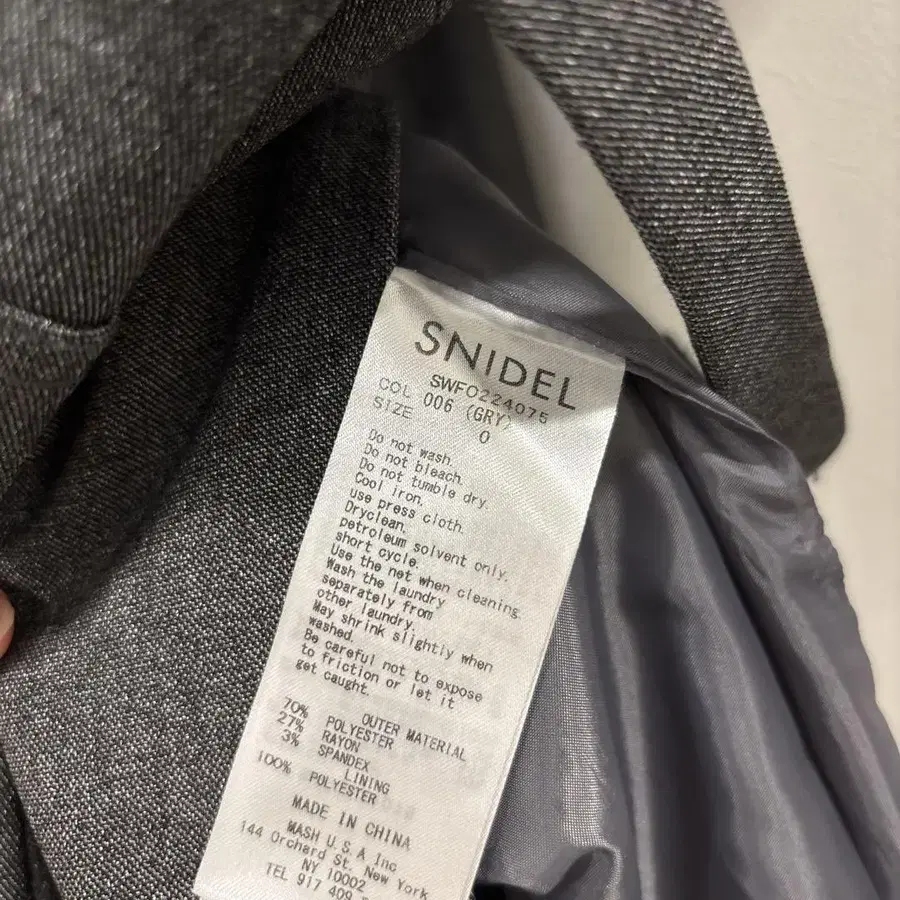 SNIDEL
SWFO224075
COL 006 (GRY)
SIZE 0
Do not wash.
Do not bleach.
Do not tumble dry.
Cool iron.
use press cloth.
Dryclean.
petroleum solvent only.
short cycle.
Use the net when cleaning.
Wash the laundry
separately from
other laundry.
May shrink slightly when
washed.
Be careful not to expose
to friction or let it
get caught.
OUTER MATERIAL
70% POLYESTER
27% RAYON
3% SPANDEX
LINING
100% POLYESTER
MADE IN CHINA
MASH U.S.A. Inc
144 Orchard St. New York
NY 10002
TEL 917 409